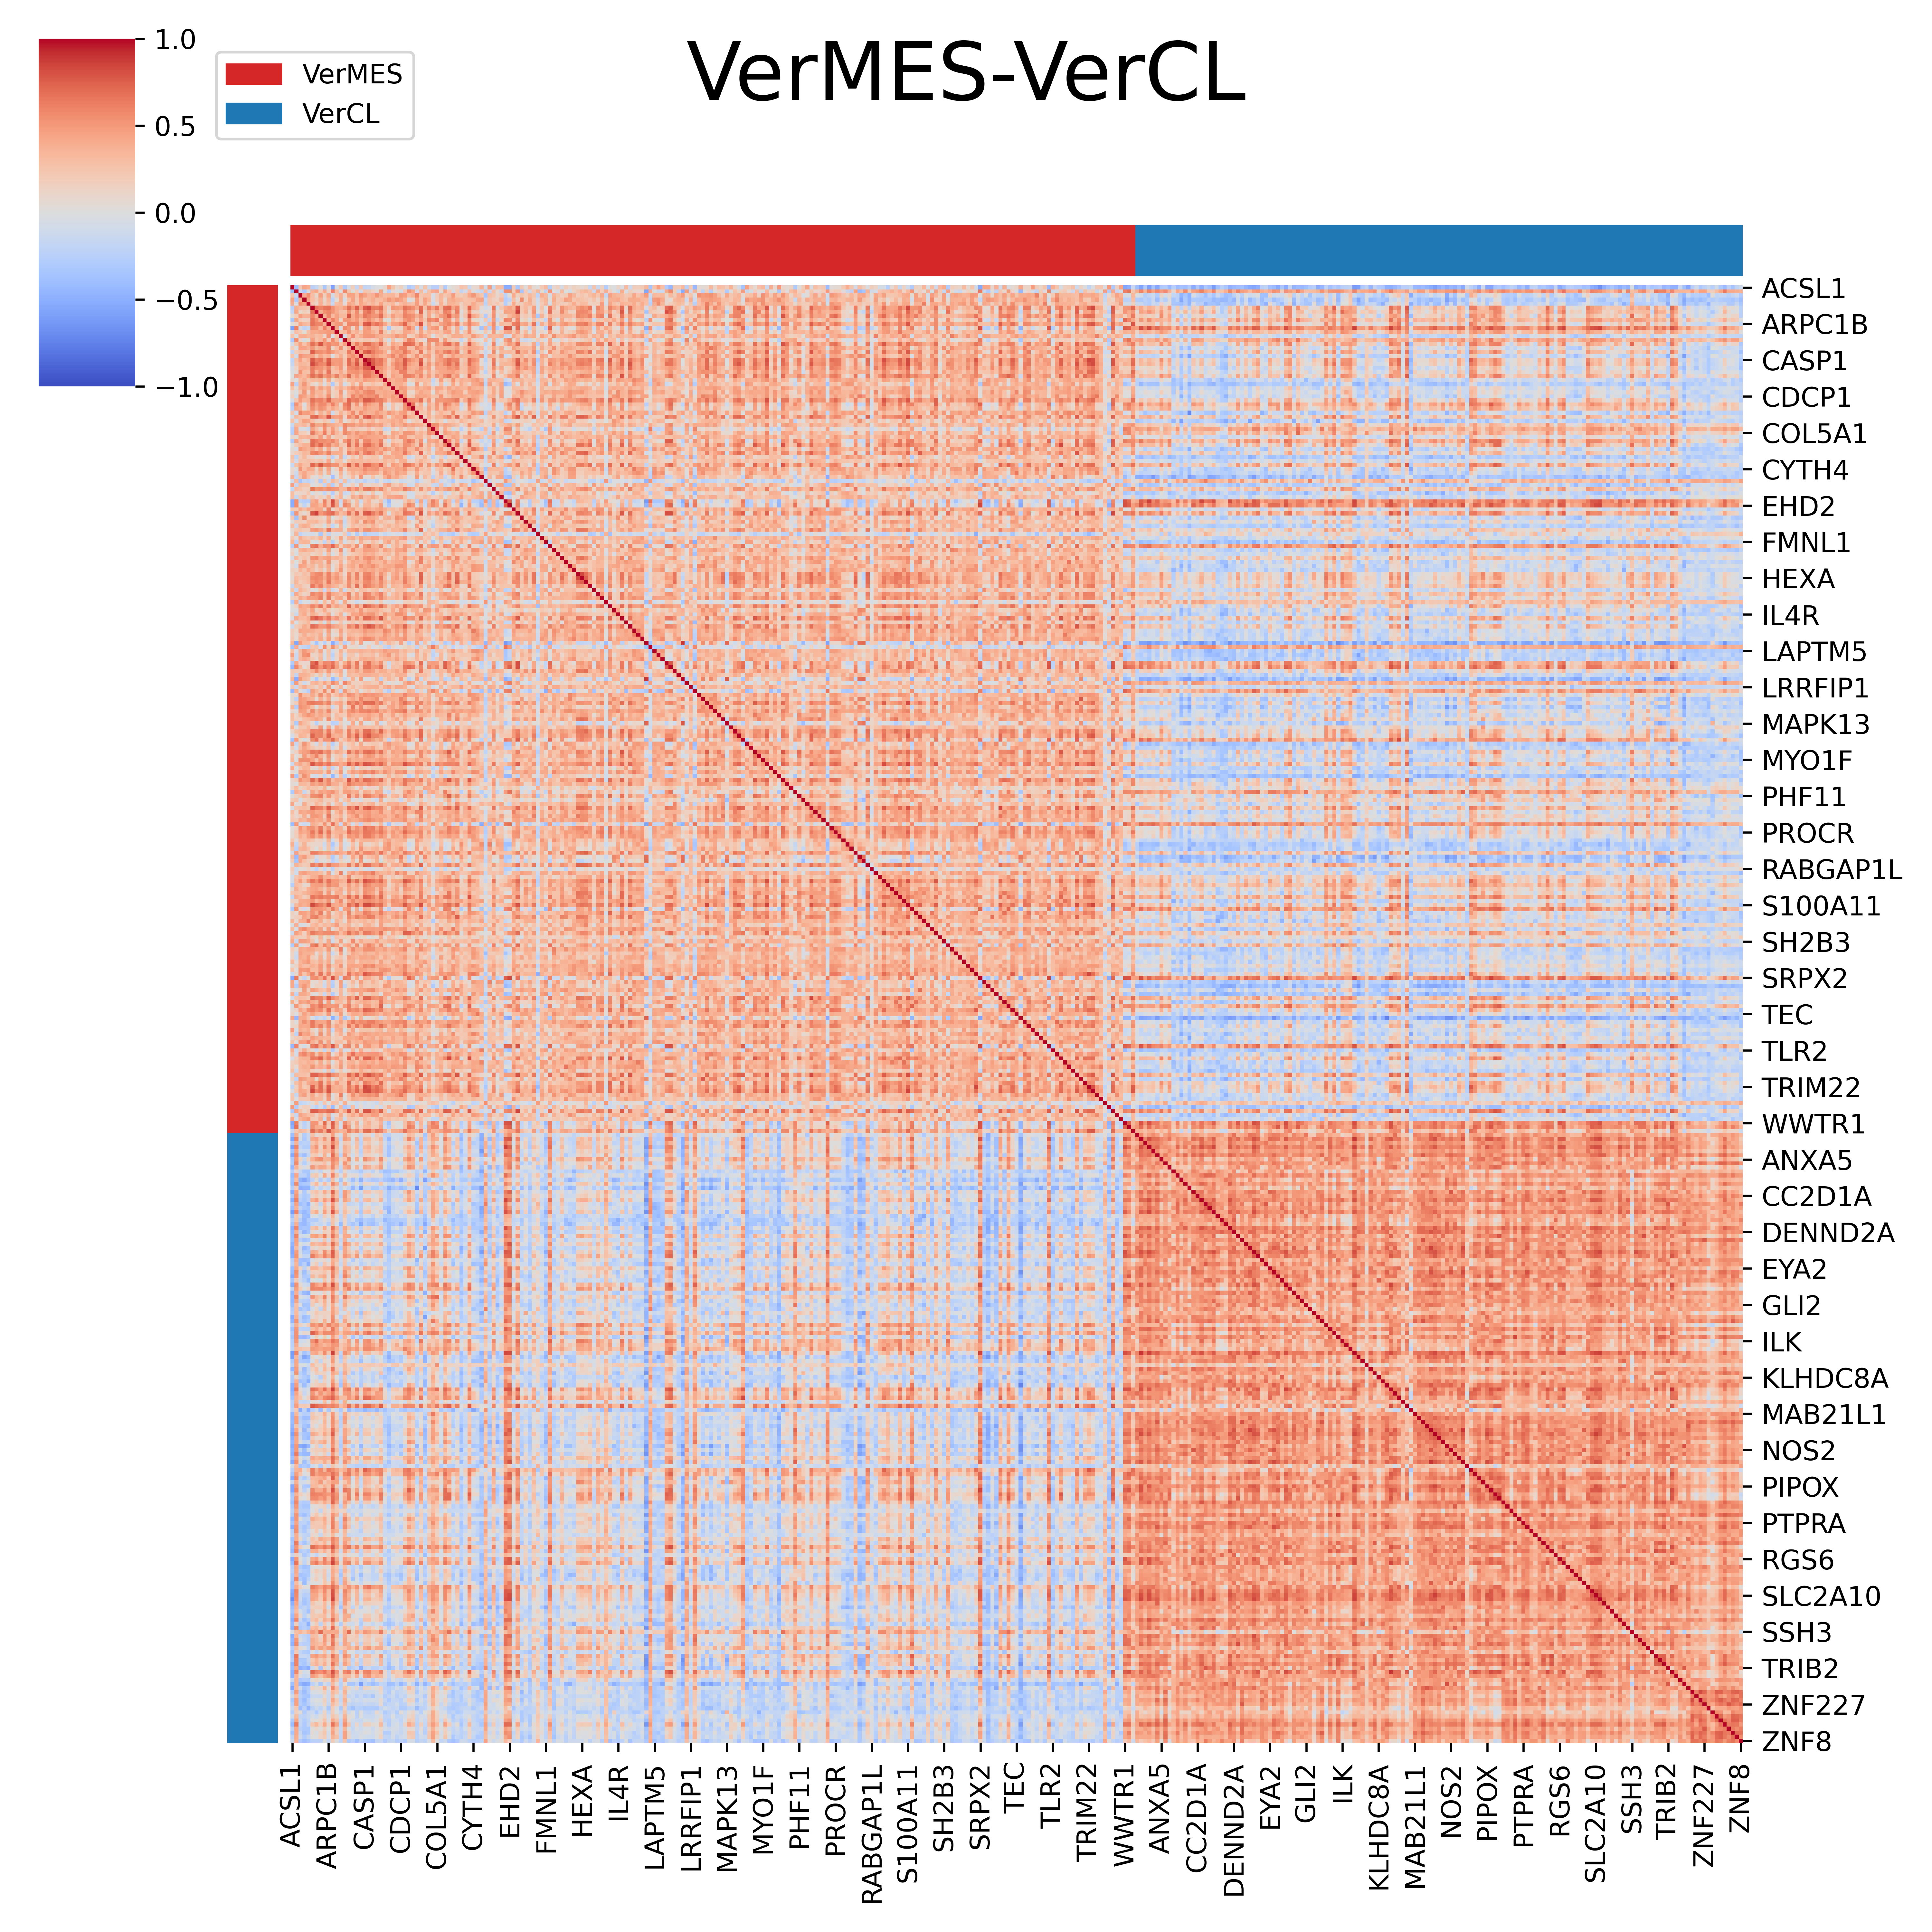 VerMES-VerCL
1.0
0.5
0.0
−0.5
−1.0
VerMES
VerCL
ACSL1
ARPC1B
CASP1
CDCP1
COL5A1
CYTH4
EHD2
FMNL1
HEXA
IL4R
LAPTM5
LRRFIP1
MAPK13
MYO1F
PHF11
PROCR
RABGAP1L
S100A11
SH2B3
SRPX2
TEC
TLR2
TRIM22
WWTR1
ANXA5
CC2D1A
DENND2A
EYA2
GLI2
ILK
KLHDC8A
MAB21L1
NOS2
PIPOX
PTPRA
RGS6
SLC2A10
SSH3
TRIB2
ZNF227
ZNF8
ACSL1
ARPC1B
CASP1
CDCP1
COL5A1
CYTH4
EHD2
FMNL1
HEXA
IL4R
LAPTM5
LRRFIP1
MAPK13
MYO1F
PHF11
PROCR
RABGAP1L
S100A11
SH2B3
SRPX2
TEC
TLR2
TRIM22
WWTR1
ANXA5
CC2D1A
DENND2A
EYA2
GLI2
ILK
KLHDC8A
MAB21L1
NOS2
PIPOX
PTPRA
RGS6
SLC2A10
SSH3
TRIB2
ZNF227
ZNF8